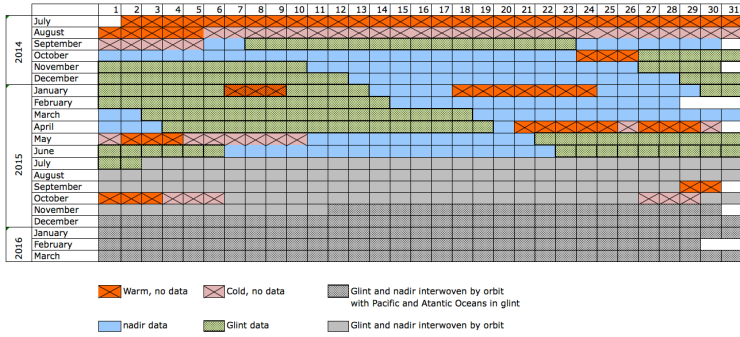 1 2 3 4 5 6 7 8 9 10 11 12 13 14 15 16 17 18 19 20 21 22 23 24 25 26 27 28 29 30 31
2014
July
August
September
October
November
December
2015
January
February
March
April
May
June
July
August
September
October
November
December
2016
January
February
March
Warm, no data Cold, no data Glint and nadir interwoven by orbit
with Pacific and Atantic Oceans in glint
nadir data Glint data Glint and nadir interwoven by orbit